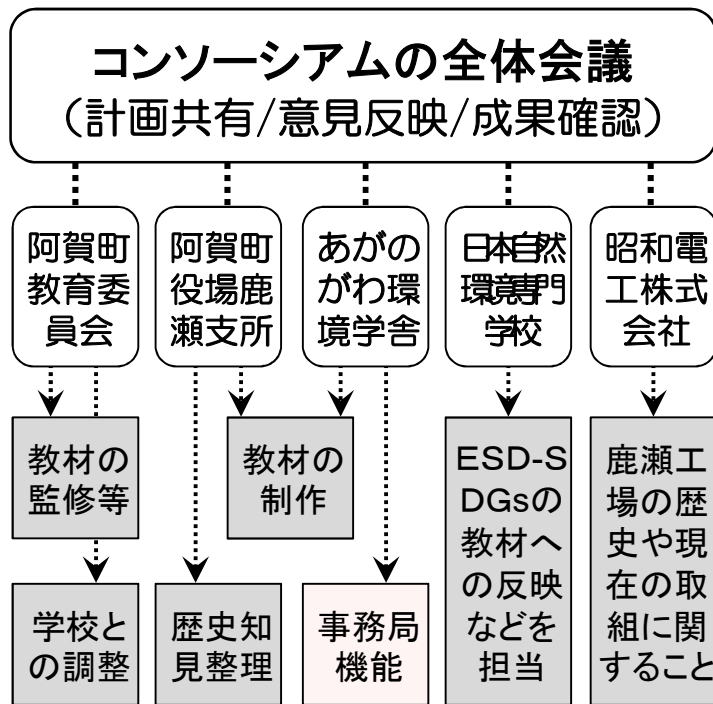 コンソーシアムの全体会議
（計画共有/意見反映/成果確認）
阿賀町
教育委
員会
阿賀町
役場鹿
瀬支所
あがの
がわ環
境学舎
日本自然
環境専門
学校
昭和電
工株式
会社
教材の
監修等
教材の
制作
ESD-S
DGsの
教材へ
の反映
などを
担当
鹿瀬工
場の歴
史や現
在の取
組に関
すること
学校と
の調整
歴史知
見整理
事務局
機能